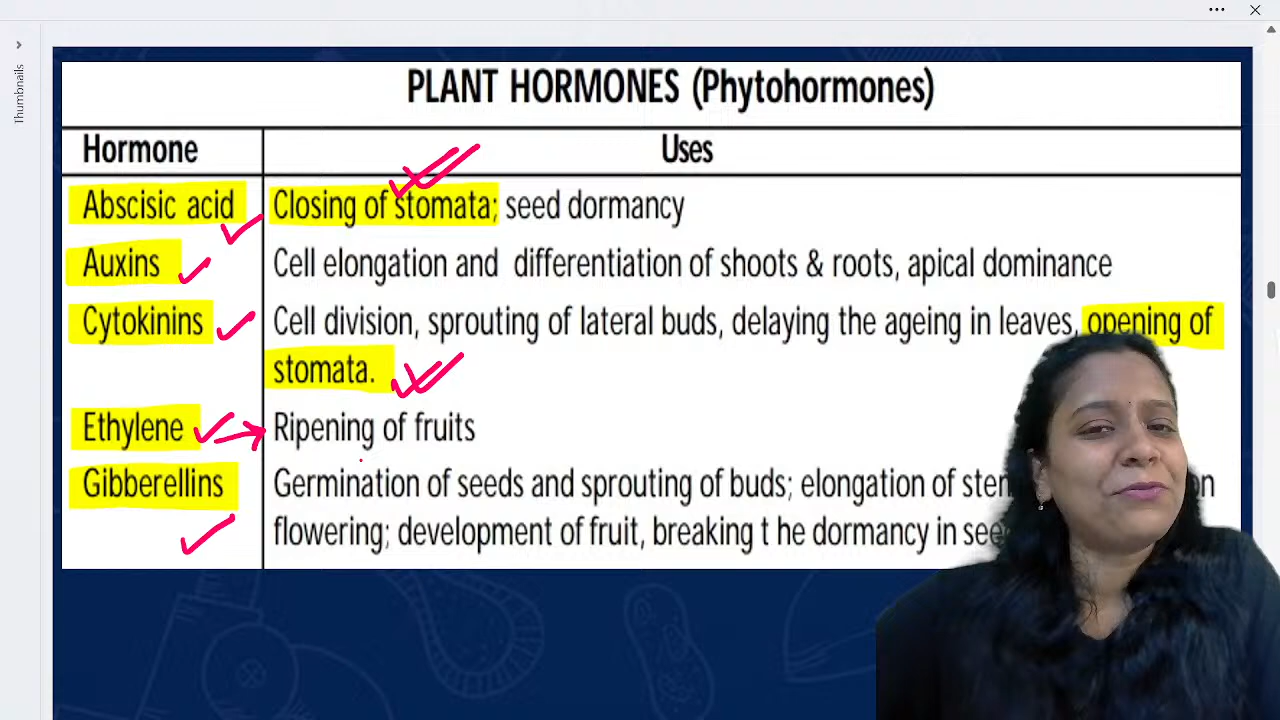 Thumbnails
PLANT HORMONES (Phytohormones)
Hormone Uses
Abscisic acid Closing of stomata; seed dormancy
Auxins Cell elongation and differentiation of shoots & roots, apical dominance
Cytokinins Cell division, sprouting of lateral buds, delaying the ageing in leaves, opening of
stomata.
Ethylene Ripening of fruits
Gibberellins Germination of seeds and sprouting of buds; elongation of
flowering; development of fruit, breaking t he dormancy in